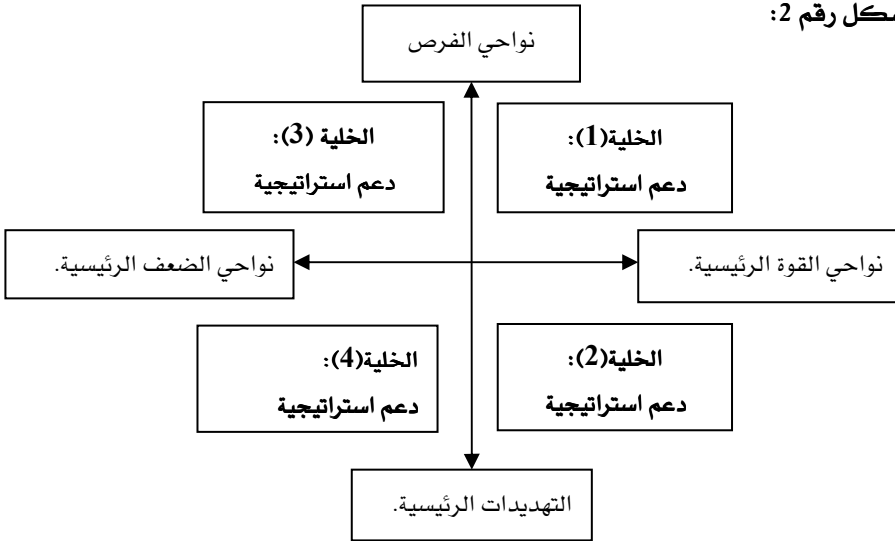 شكل رقم 2:
نواحي الفرص
الخلية(1):
دعم استراتيجية
الخلية (3):
دعم استراتيجية
نواحي القوة الرئيسية.
نواحي الضعف الرئيسية.
الخلية(2):
دعم استراتيجية
الخلية(4):
دعم استراتيجية
التهديدات الرئيسية.